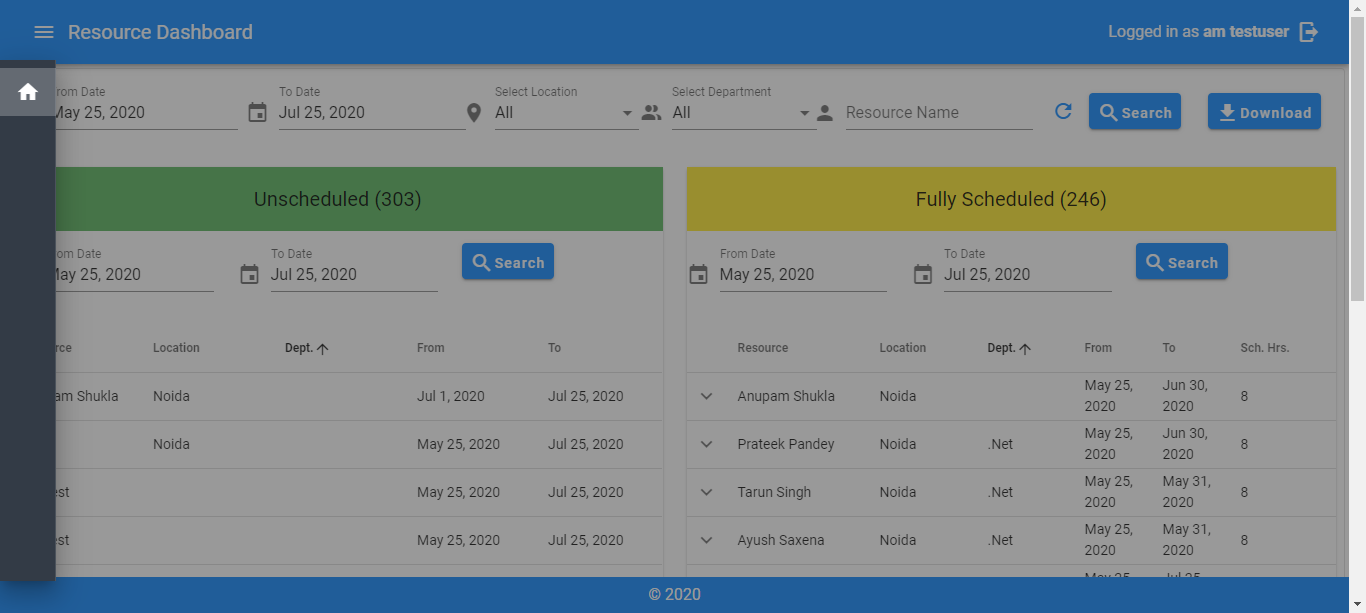 Resource Dashboard
Logged in as am testuser
From Date To Date Select Location Select Department
May 25, 2020 Jul 25, 2020 All All Resource Name Search Download
Unscheduled (303)
From Date To Date
May 25, 2020 Jul 25, 2020 Search
Location Dept. From To
Shukla Noida Jul 1, 2020 Jul 25, 2020
Noida May 25, 2020 Jul 25, 2020
May 25, 2020 Jul 25, 2020
May 25, 2020 Jul 25, 2020
Fully Scheduled (246)
From Date To Date
May 25, 2020 Jul 25, 2020 Search
Resource Location Dept. From To Sch. Hrs.
Anupam Shukla Noida May 25, 2020 Jun 30, 2020 8
Prateek Pandey Noida .Net May 25, 2020 Jun 30, 2020 8
Tarun Singh Noida .Net May 25, 2020 May 31, 2020 8
Ayush Saxena Noida .Net May 25, 2020 May 31, 2020 8
© 2020